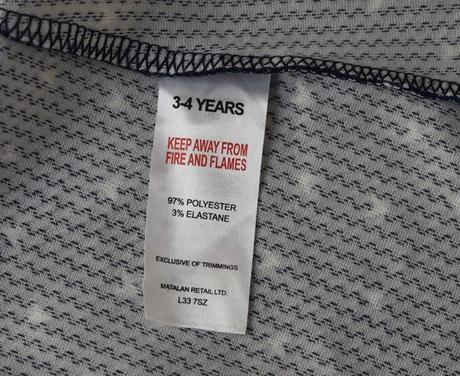 3-4 YEARS
KEEP AWAY FROM
FIRE AND FLAMES
97% POLYESTER
3% ELASTANE
EXCLUSIVE OF TRIMMINGS
MATALAN RETAIL LTD.
L33 7SZ